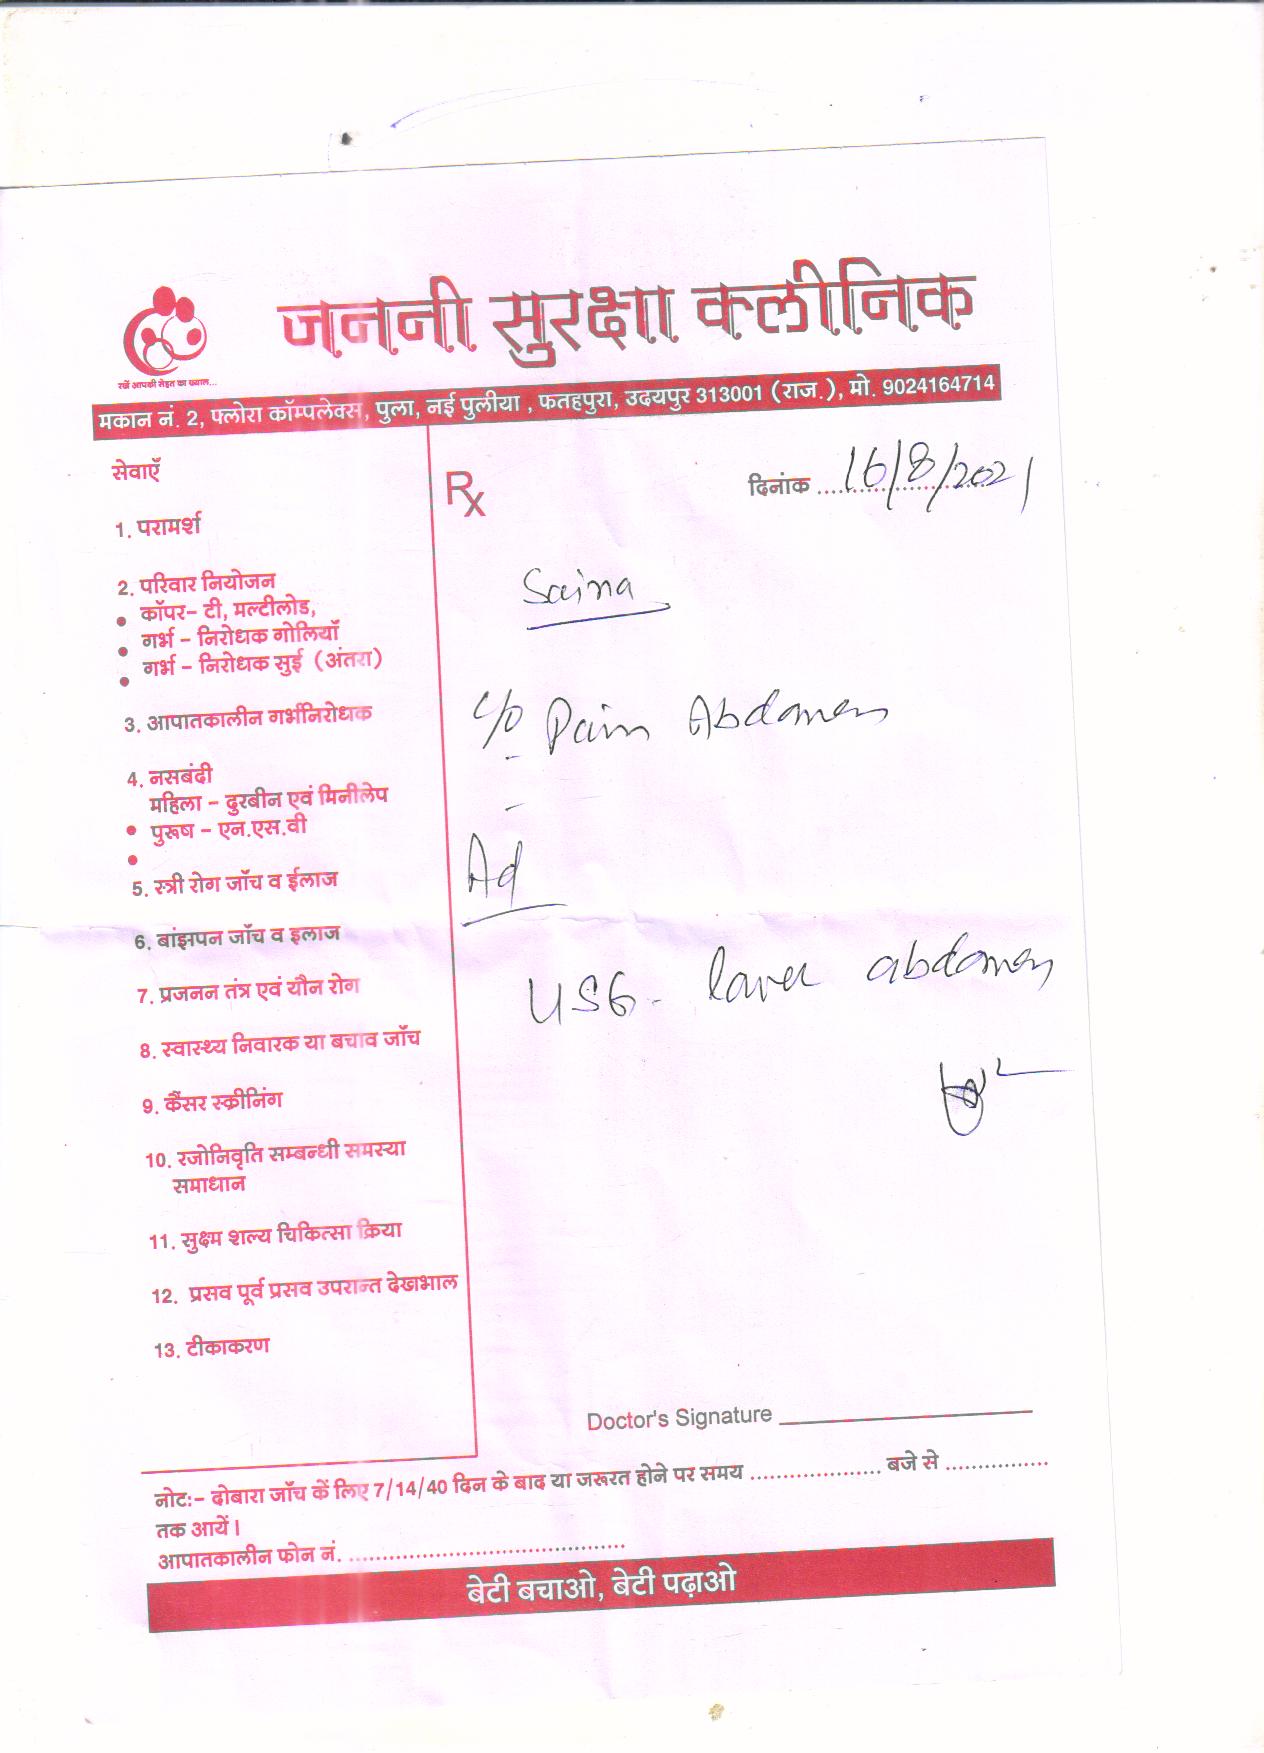 जननी सुरक्षा क्लीनिक
रखें आपकी सेहत का ख्याल...
मकान नं. 2, फ्लोरा कॉम्पलेक्स, पुला, नई पुलीया , फतहपुरा, उदयपुर 313001 (राज.), मो. 9024164714
सेवाएँ
1. परामर्श
2. परिवार नियोजन
• कॉपर- टी, मल्टीलोड,
• गर्भ - निरोधक गोलियाँ
• गर्भ - निरोधक सुई (अंतरा)
3. आपातकालीन गर्भनिरोधक
4. नसबंदी
महिला - दुरबीन एवं मिनीलेप
• पुरूष - एन.एस.वी
•
5. स्त्री रोग जाँच व ईलाज
6. बांझपन जाँच व इलाज
7. प्रजनन तंत्र एवं यौन रोग
8. स्वास्थ्य निवारक या बचाव जाँच
9. कैंसर स्क्रीनिंग
10. रजोनिवृति सम्बन्धी समस्या
समाधान
11. सुक्ष्म शल्य चिकित्सा क्रिया
12. प्रसव पूर्व प्रसव उपरान्त देखभाल
13. टीकाकरण
Rx
दिनांक 16/8/2021
Saina
c/o Pain Abdomen
Ad
USG - lower abdomen
Doctor's Signature
नोट:- दोबारा जाँच कें लिए 7/14/40 दिन के बाद या जरूरत होने पर समय .................... बजे से ................
तक आयें।
आपातकालीन फोन नं. ..........................................
बेटी बचाओ, बेटी पढ़ाओ